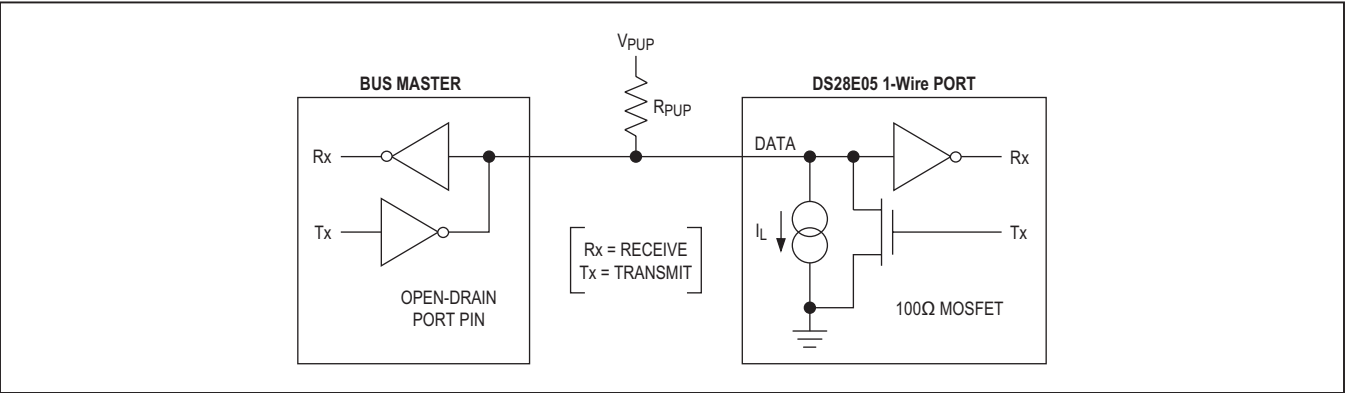 VPUP
BUS MASTER
DS28E05 1-Wire PORT
RPUP
Rx
DATA
Rx
Tx
IL
Tx
Rx = RECEIVE
Tx = TRANSMIT
OPEN-DRAIN
PORT PIN
100Ω MOSFET